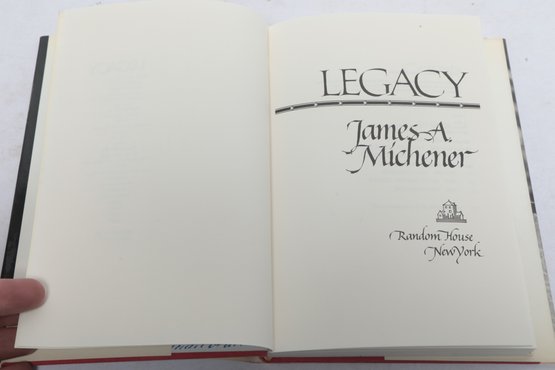 LEGACY
James A.
Michener
Random House
New York